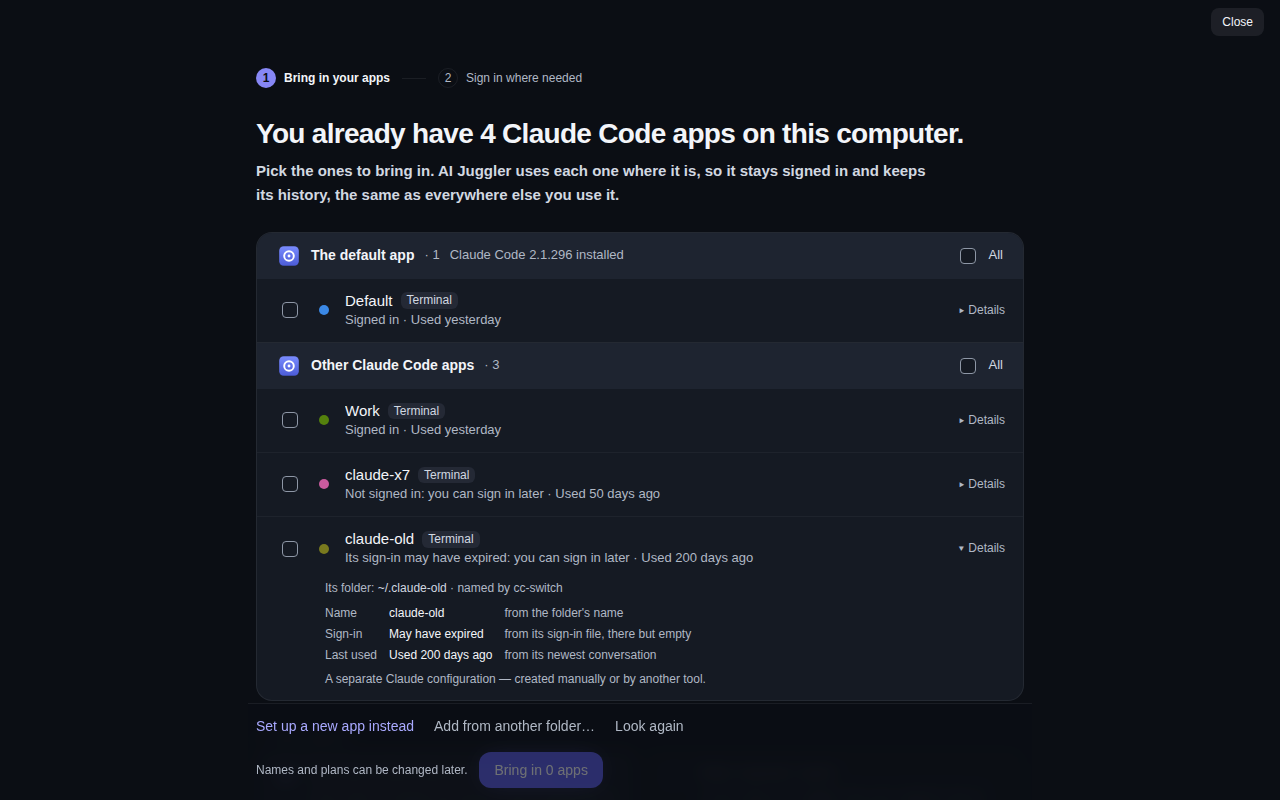 Close
1 Bring in your apps 2 Sign in where needed
You already have 4 Claude Code apps on this computer.
Pick the ones to bring in. AI Juggler uses each one where it is, so it stays signed in and keeps
its history, the same as everywhere else you use it.
The default app · 1 Claude Code 2.1.296 installed All
Default Terminal
Signed in · Used yesterday
▸ Details
Other Claude Code apps · 3 All
Work Terminal
Signed in · Used yesterday
▸ Details
claude-x7 Terminal
Not signed in: you can sign in later · Used 50 days ago
▸ Details
claude-old Terminal
Its sign-in may have expired: you can sign in later · Used 200 days ago
▾ Details
Its folder: ~/.claude-old · named by cc-switch
Name claude-old from the folder's name
Sign-in May have expired from its sign-in file, there but empty
Last used Used 200 days ago from its newest conversation
A separate Claude configuration — created manually or by another tool.
Set up a new app instead Add from another folder… Look again
Names and plans can be changed later. Bring in 0 apps